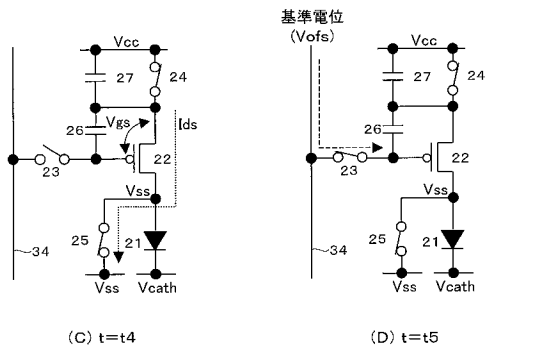 基準電位
(Vofs)
Vcc
27
24
26
Vgs
Ids
22
23
Vss
25
21
34
Vss
Vcath
(C) t=t4
Vcc
27
24
26
22
23
Vss
25
21
34
Vss
Vcath
(D) t=t5